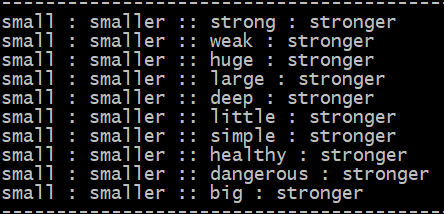 small : smaller :: strong : stronger
small : smaller :: weak : stronger
small : smaller :: huge : stronger
small : smaller :: large : stronger
small : smaller :: deep : stronger
small : smaller :: little : stronger
small : smaller :: simple : stronger
small : smaller :: healthy : stronger
small : smaller :: dangerous : stronger
small : smaller :: big : stronger